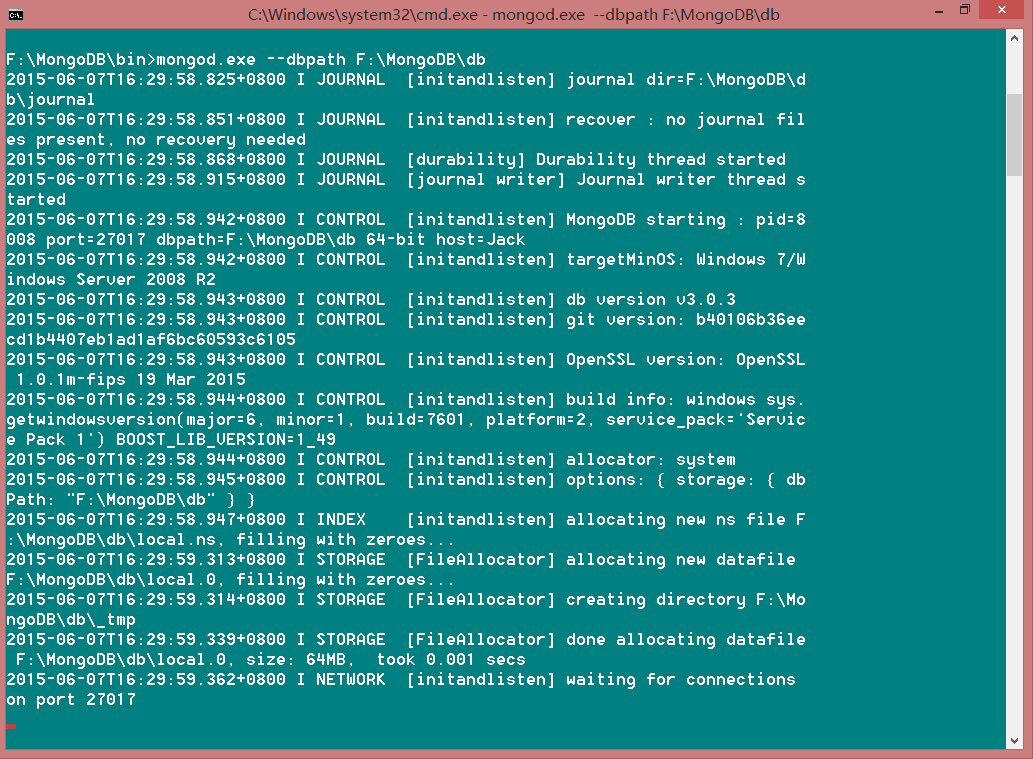 C:\Windows\system32\cmd.exe - mongod.exe  --dbpath F:\MongoDB\db
F:\MongoDB\bin>mongod.exe --dbpath F:\MongoDB\db
2015-06-07T16:29:58.825+0800 I JOURNAL  [initandlisten] journal dir=F:\MongoDB\d
b\journal
2015-06-07T16:29:58.851+0800 I JOURNAL  [initandlisten] recover : no journal fil
es present, no recovery needed
2015-06-07T16:29:58.868+0800 I JOURNAL  [durability] Durability thread started
2015-06-07T16:29:58.915+0800 I JOURNAL  [journal writer] Journal writer thread s
tarted
2015-06-07T16:29:58.942+0800 I CONTROL  [initandlisten] MongoDB starting : pid=8
008 port=27017 dbpath=F:\MongoDB\db 64-bit host=Jack
2015-06-07T16:29:58.942+0800 I CONTROL  [initandlisten] targetMinOS: Windows 7/W
indows Server 2008 R2
2015-06-07T16:29:58.943+0800 I CONTROL  [initandlisten] db version v3.0.3
2015-06-07T16:29:58.943+0800 I CONTROL  [initandlisten] git version: b40106b36ee
cd1b4407eb1ad1af6bc60593c6105
2015-06-07T16:29:58.943+0800 I CONTROL  [initandlisten] OpenSSL version: OpenSSL
 1.0.1m-fips 19 Mar 2015
2015-06-07T16:29:58.944+0800 I CONTROL  [initandlisten] build info: windows sys.
getwindowsversion(major=6, minor=1, build=7601, platform=2, service_pack='Servic
e Pack 1') BOOST_LIB_VERSION=1_49
2015-06-07T16:29:58.944+0800 I CONTROL  [initandlisten] allocator: system
2015-06-07T16:29:58.945+0800 I CONTROL  [initandlisten] options: { storage: { db
Path: "F:\MongoDB\db" } }
2015-06-07T16:29:58.947+0800 I INDEX    [initandlisten] allocating new ns file F
:\MongoDB\db\local.ns, filling with zeroes...
2015-06-07T16:29:59.313+0800 I STORAGE  [FileAllocator] allocating new datafile
F:\MongoDB\db\local.0, filling with zeroes...
2015-06-07T16:29:59.314+0800 I STORAGE  [FileAllocator] creating directory F:\Mo
ngoDB\db\_tmp
2015-06-07T16:29:59.339+0800 I STORAGE  [FileAllocator] done allocating datafile
 F:\MongoDB\db\local.0, size: 64MB,  took 0.001 secs
2015-06-07T16:29:59.362+0800 I NETWORK  [initandlisten] waiting for connections
on port 27017